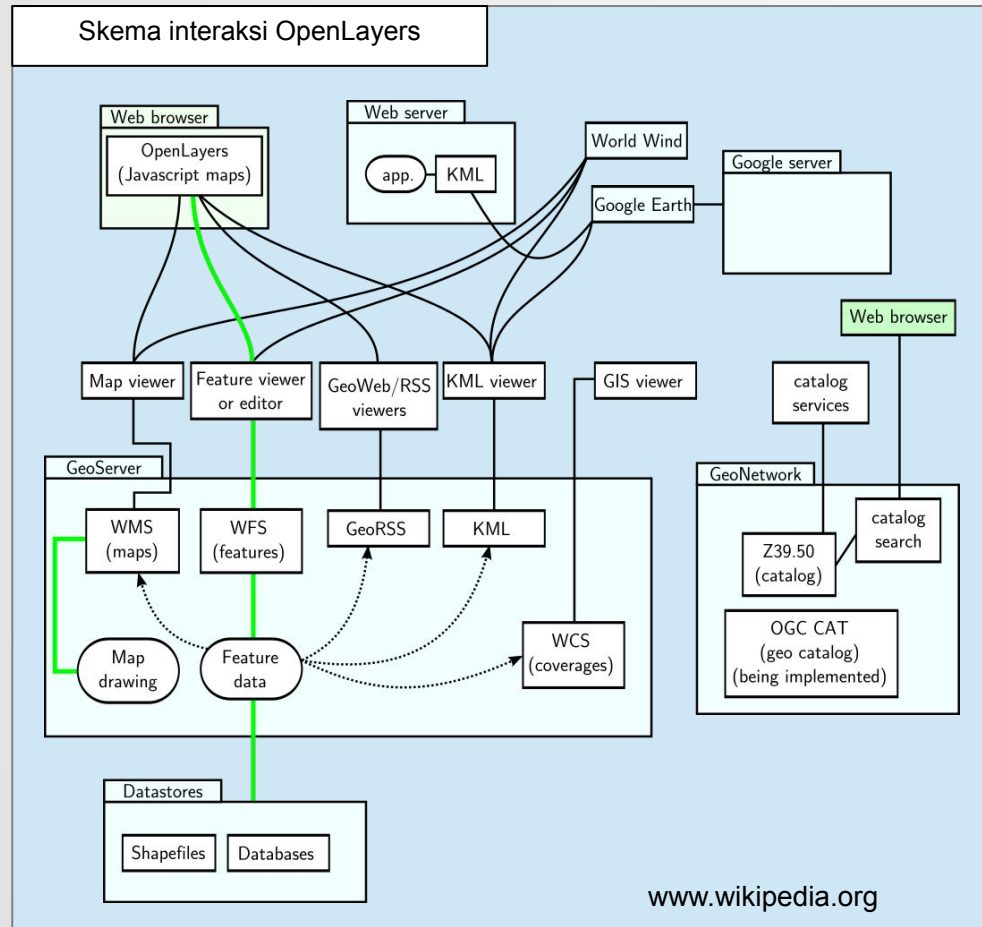 Skema interaksi OpenLayers
Web browser
OpenLayers
(Javascript maps)
Web server
app.
KML
World Wind
Google Earth
Google server
Web browser
Map viewer
Feature viewer
or editor
GeoWeb/RSS
viewers
KML viewer
GIS viewer
catalog
services
GeoServer
WMS
(maps)
WFS
(features)
GeoRSS
KML
Map
drawing
Feature
data
WCS
(coverages)
GeoNetwork
catalog
search
Z39.50
(catalog)
OGC CAT
(geo catalog)
(being implemented)
Datastores
Shapefiles
Databases
www.wikipedia.org